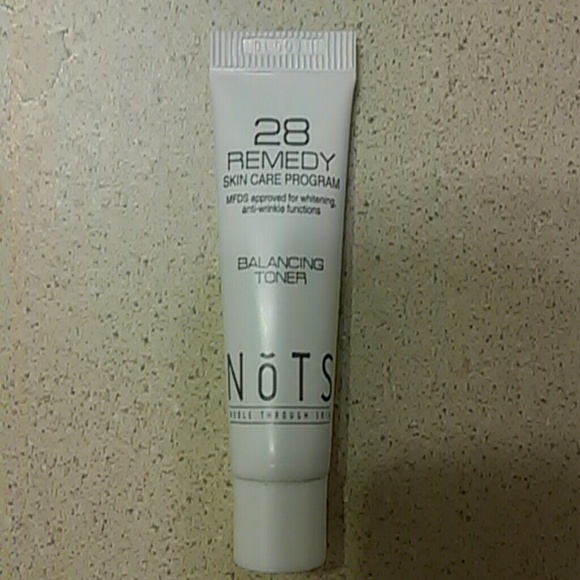 28
REMEDY
SKIN CARE PROGRAM
MFDS approved for whitening,
anti-wrinkle functions
BALANCING
TONER
NŏTS
NOBLE THROUGH SKIN